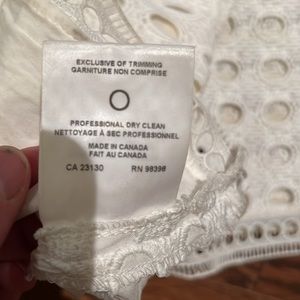 EXCLUSIVE OF TRIMMING
GARNITURE NON COMPRISE
PROFESSIONAL DRY CLEAN
NETTOYAGE À SEC PROFESSIONNEL
MADE IN CANADA
FAIT AU CANADA
CA 23130 RN 98398